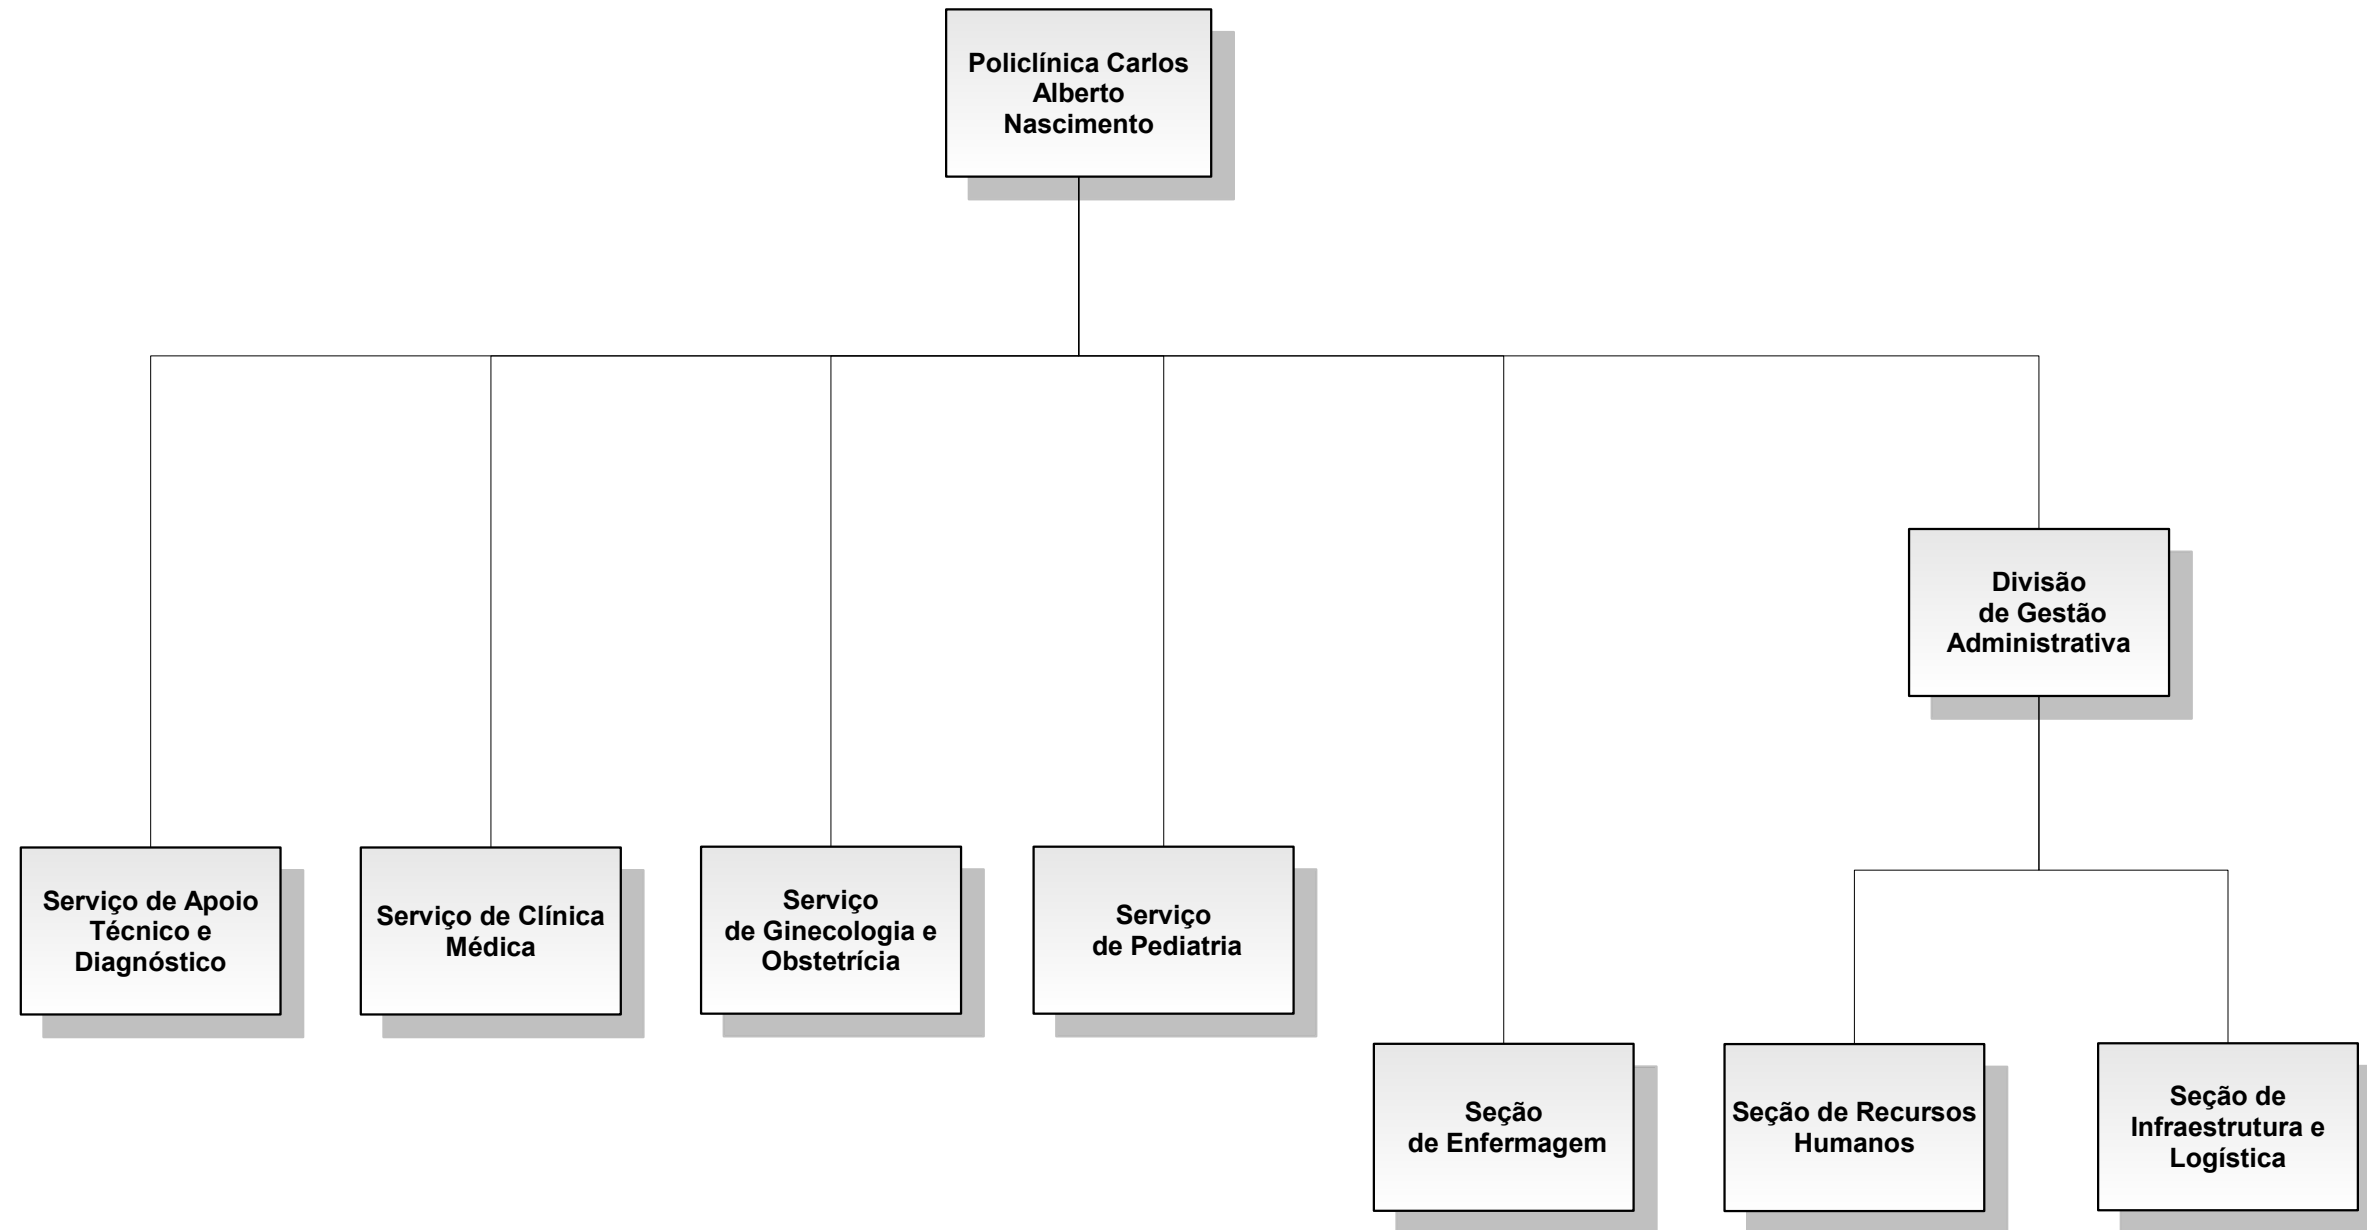 Policlínica Carlos
Alberto
Nascimento
Divisão
de Gestão
Administrativa
Serviço de Apoio
Técnico e
Diagnóstico
Serviço de Clínica
Médica
Serviço
de Ginecologia e
Obstetrícia
Serviço
de Pediatria
Seção
de Enfermagem
Seção de Recursos
Humanos
Seção de
Infraestrutura e
Logística